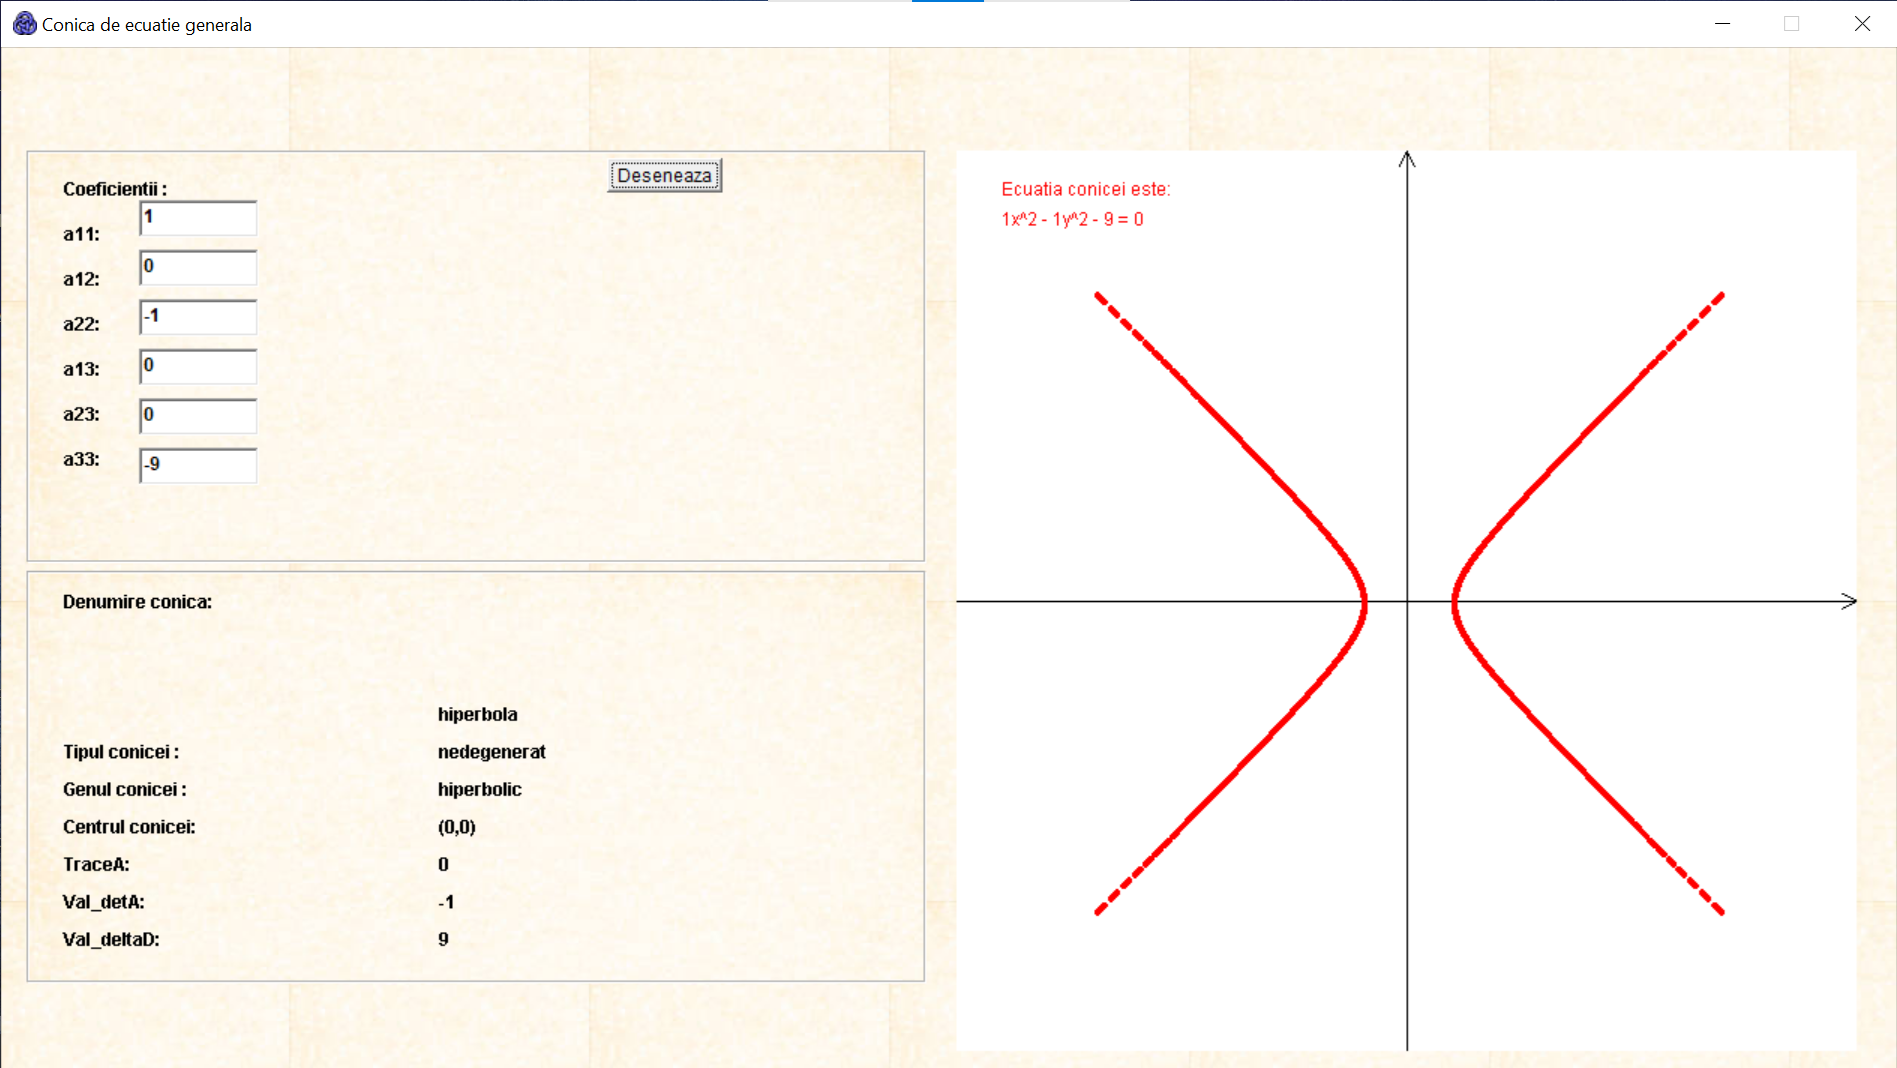 Conica de ecuatie generala
Coeficientii :
Deseneaza
a11: 1
a12: 0
a22: -1
a13: 0
a23: 0
a33: -9
Denumire conica:
hiperbola
Tipul conicei : nedegenerat
Genul conicei : hiperbolic
Centrul conicei: (0,0)
TraceA: 0
Val_detA: -1
Val_deltaD: 9
Ecuatia conicei este:
1x^2 - 1y^2 - 9 = 0